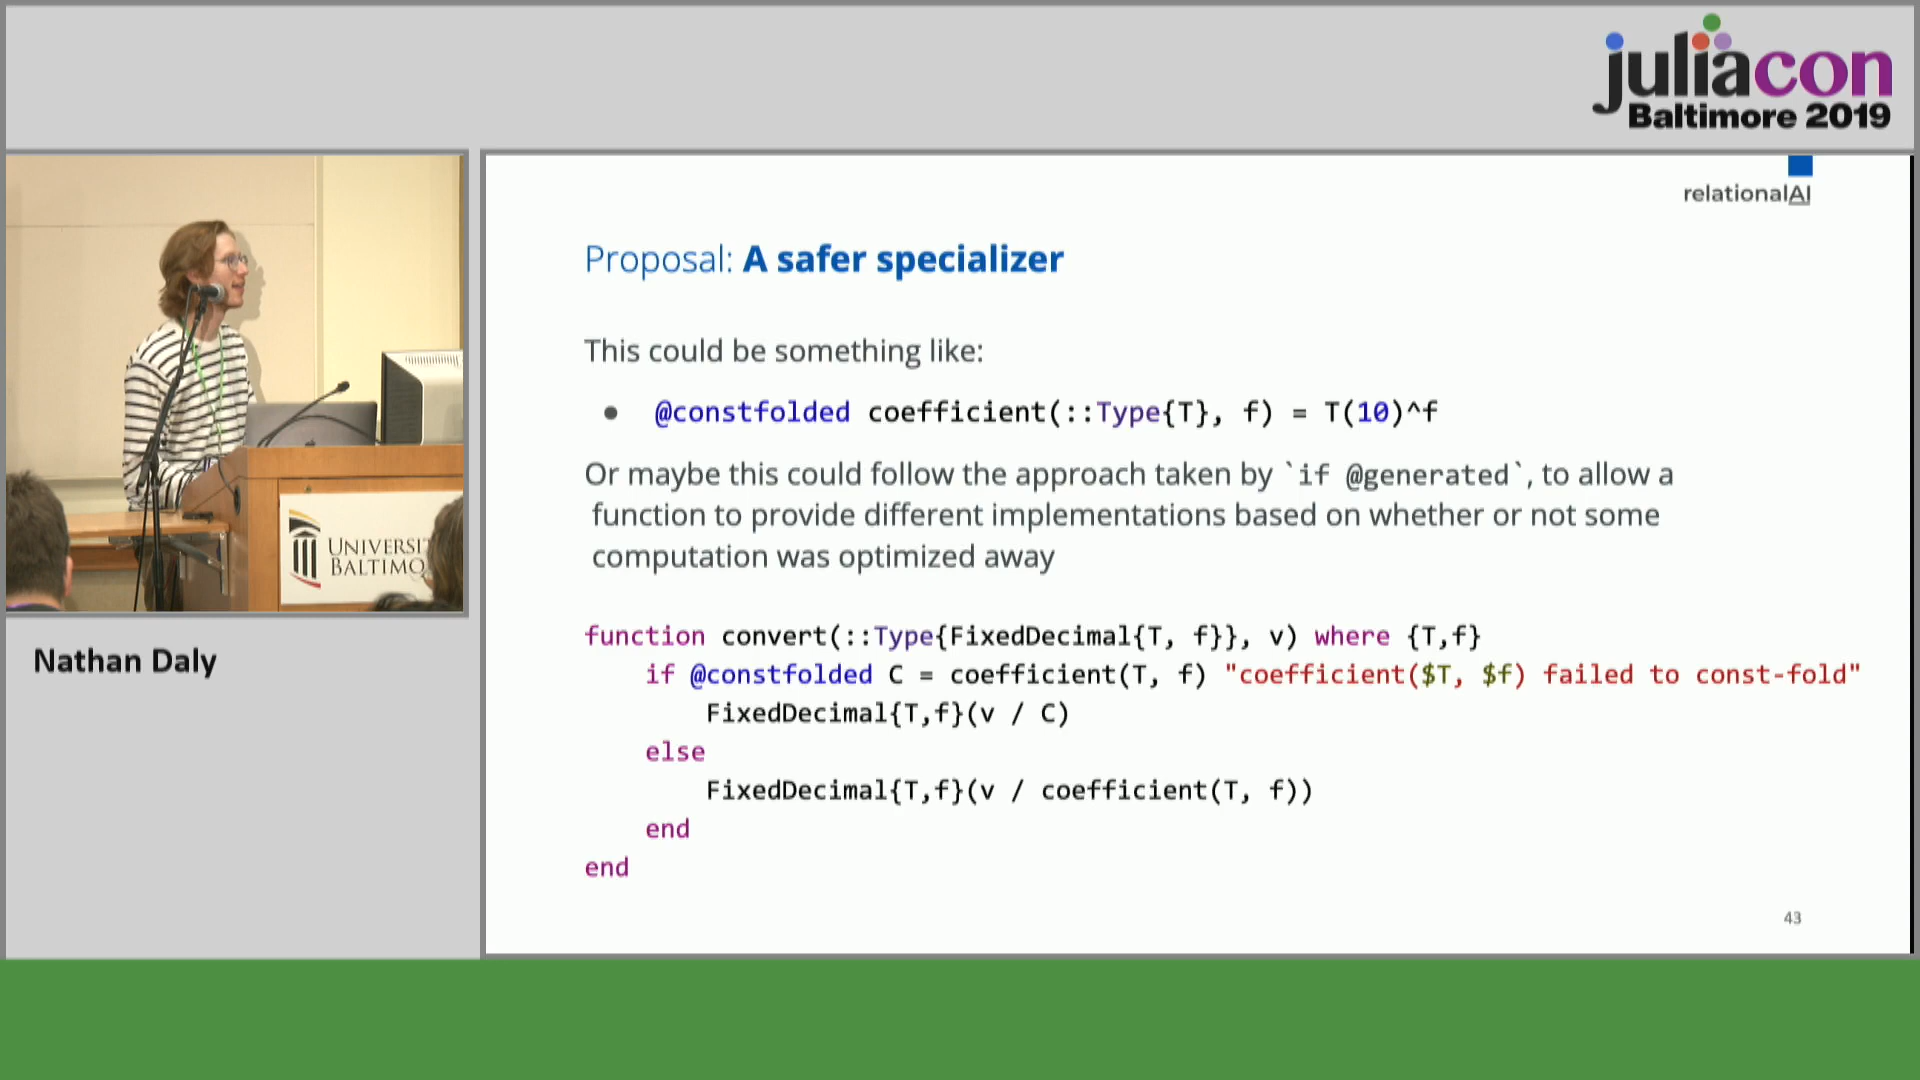 juliacon
Baltimore 2019
relationalAI
Proposal: A safer specializer
This could be something like:
● @constfolded coefficient(::Type{T}, f) = T(10)^f
Or maybe this could follow the approach taken by `if @generated`, to allow a
function to provide different implementations based on whether or not some
computation was optimized away
function convert(::Type{FixedDecimal{T, f}}, v) where {T,f}
if @constfolded C = coefficient(T, f) "coefficient($T, $f) failed to const-fold"
FixedDecimal{T,f}(v / C)
else
FixedDecimal{T,f}(v / coefficient(T, f))
end
end
43
UNIVERSI
BALTIMO
Nathan Daly